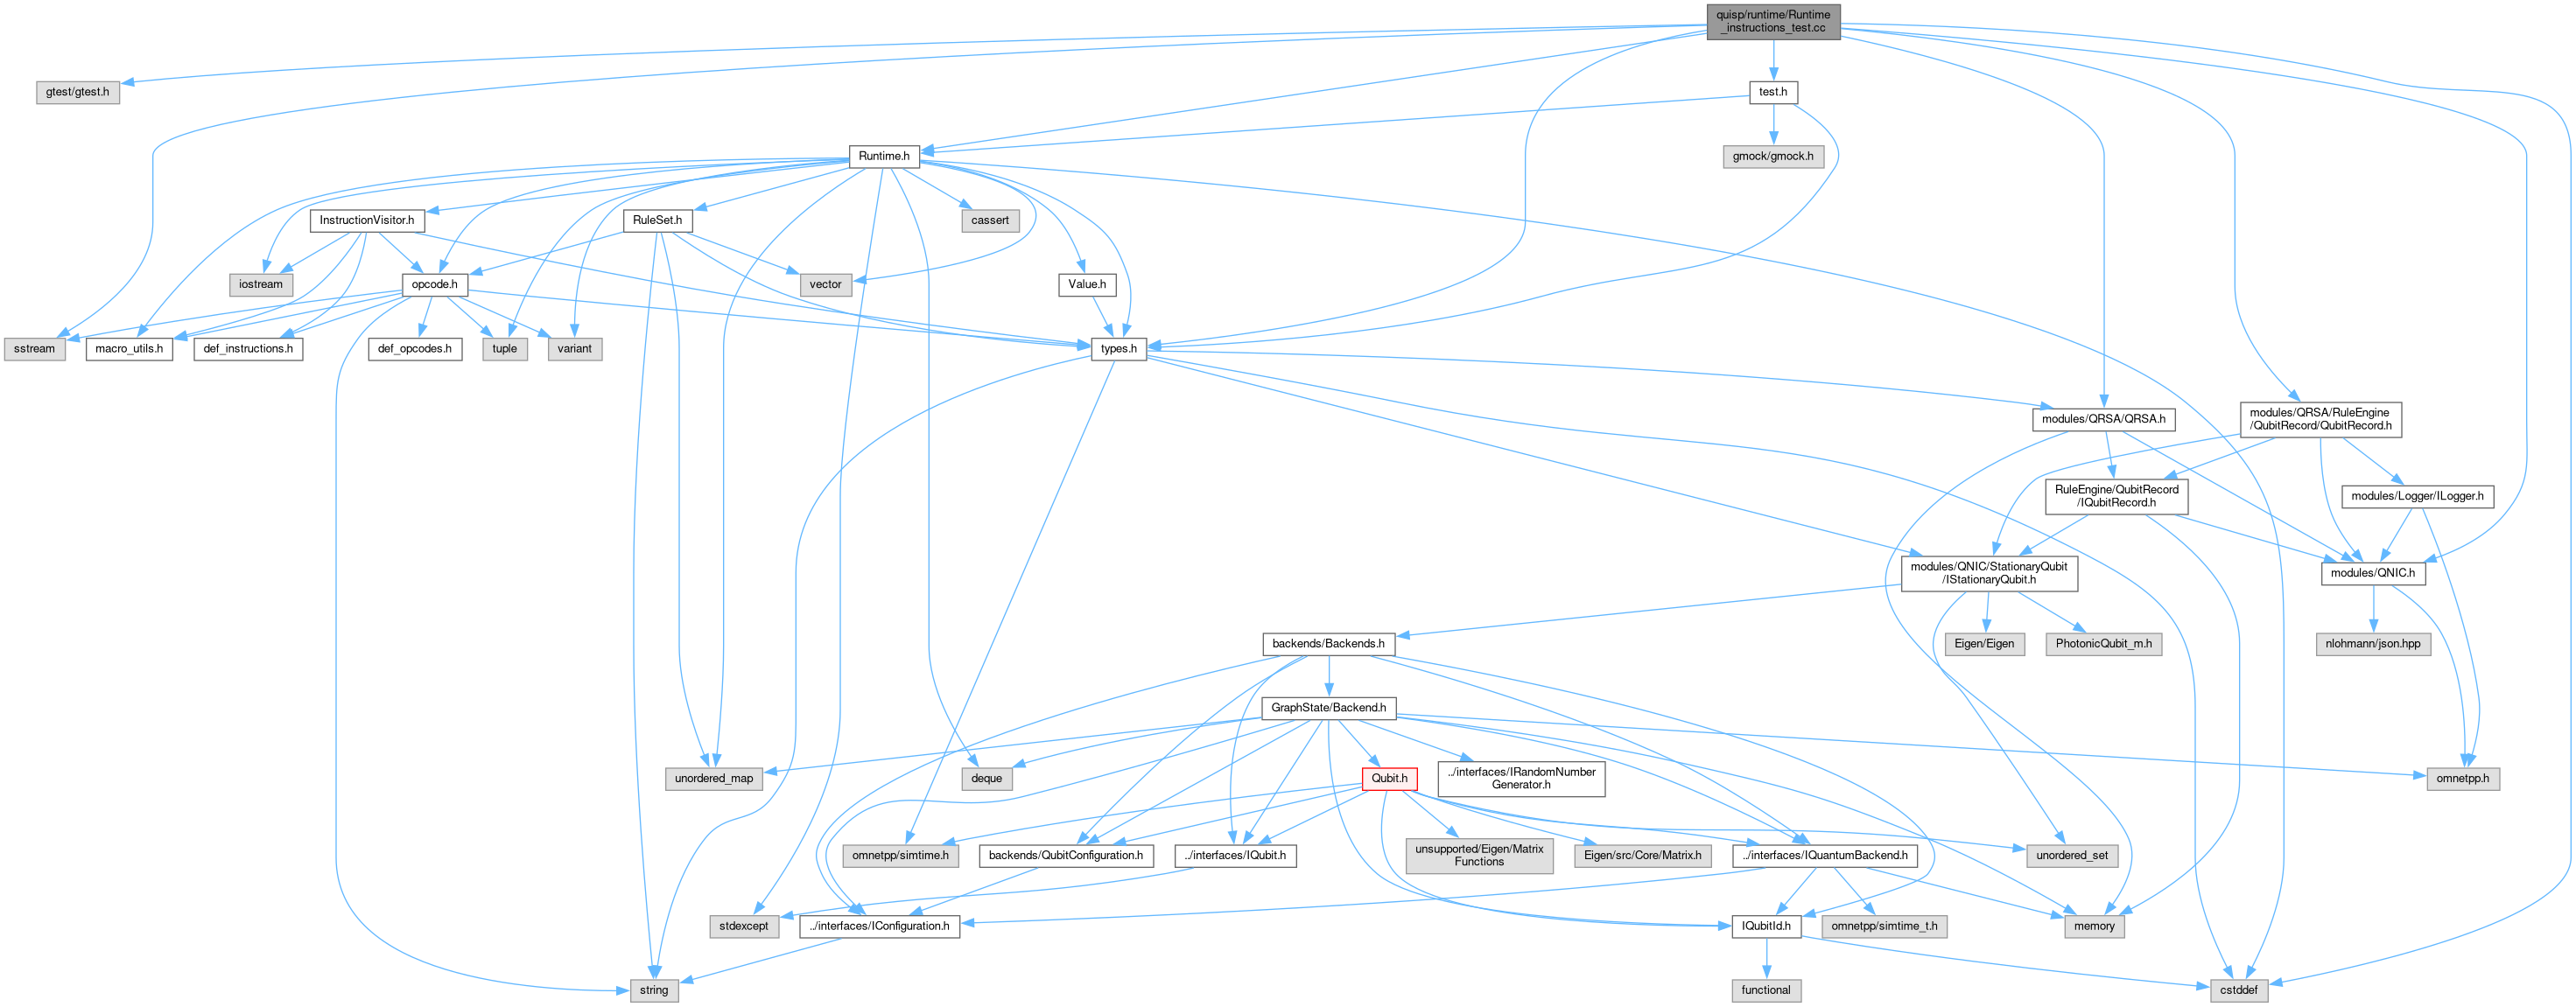 quisp/runtime/Runtime
_instructions_test.cc
gtest/gtest.h
test.h
Runtime.h
gmock/gmock.h
InstructionVisitor.h
RuleSet.h
cassert
iostream
opcode.h
vector
Value.h
sstream
macro_utils.h
def_instructions.h
def_opcodes.h
tuple
variant
types.h
modules/QRSA/QRSA.h
modules/QRSA/RuleEngine
/QubitRecord/QubitRecord.h
RuleEngine/QubitRecord
/IQubitRecord.h
modules/Logger/ILogger.h
modules/QNIC/StationaryQubit
/IStationaryQubit.h
modules/QNIC.h
backends/Backends.h
Eigen/Eigen
PhotonicQubit_m.h
nlohmann/json.hpp
GraphState/Backend.h
unordered_map
deque
Qubit.h
../interfaces/IRandomNumber
Generator.h
omnetpp.h
omnetpp/simtime.h
backends/QubitConfiguration.h
../interfaces/IQubit.h
unsupported/Eigen/Matrix
Functions
Eigen/src/Core/Matrix.h
../interfaces/IQuantumBackend.h
unordered_set
stdexcept
../interfaces/IConfiguration.h
IQubitId.h
omnetpp/simtime_t.h
memory
string
functional
cstddef